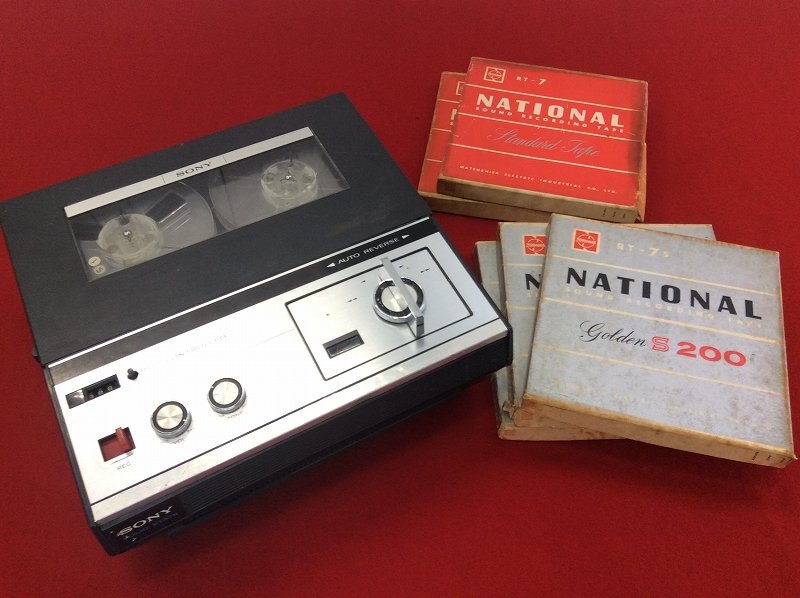 SONY
◄ AUTO REVERSE ►
REC
SONY
RT-7
NATIONAL
SOUND RECORDING TAPE
Standard Tape
MATSUSHITA ELECTRIC INDUSTRIAL CO., LTD.
N
RT-7S
NATIONAL
SOUND RECORDING TAPE
Golden S 200